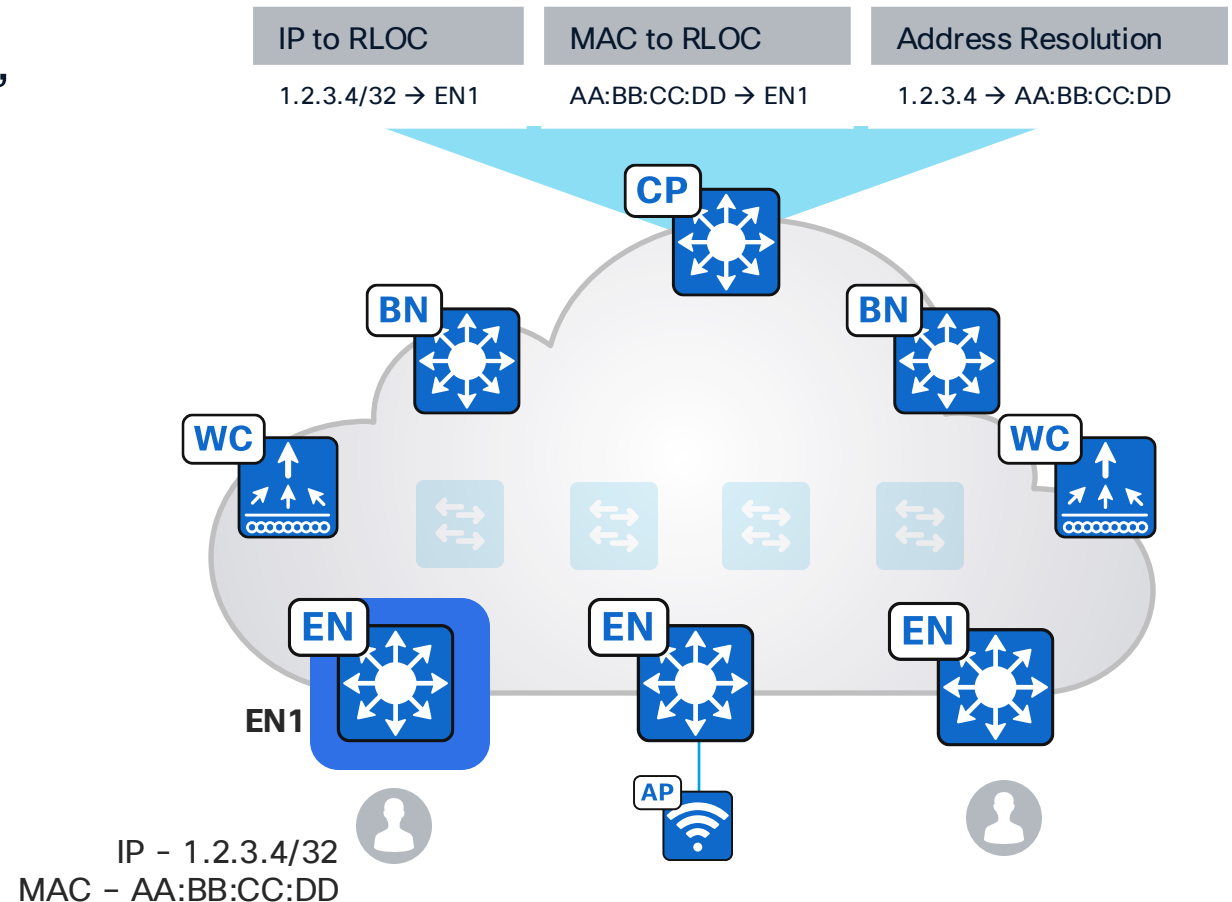 ,
IP to RLOC
MAC to RLOC
Address Resolution
1.2.3.4/32 → EN1
AA:BB:CC:DD → EN1
1.2.3.4 → AA:BB:CC:DD
CP
BN
BN
WC
WC
EN
EN
EN
EN1
AP
IP – 1.2.3.4/32
MAC – AA:BB:CC:DD